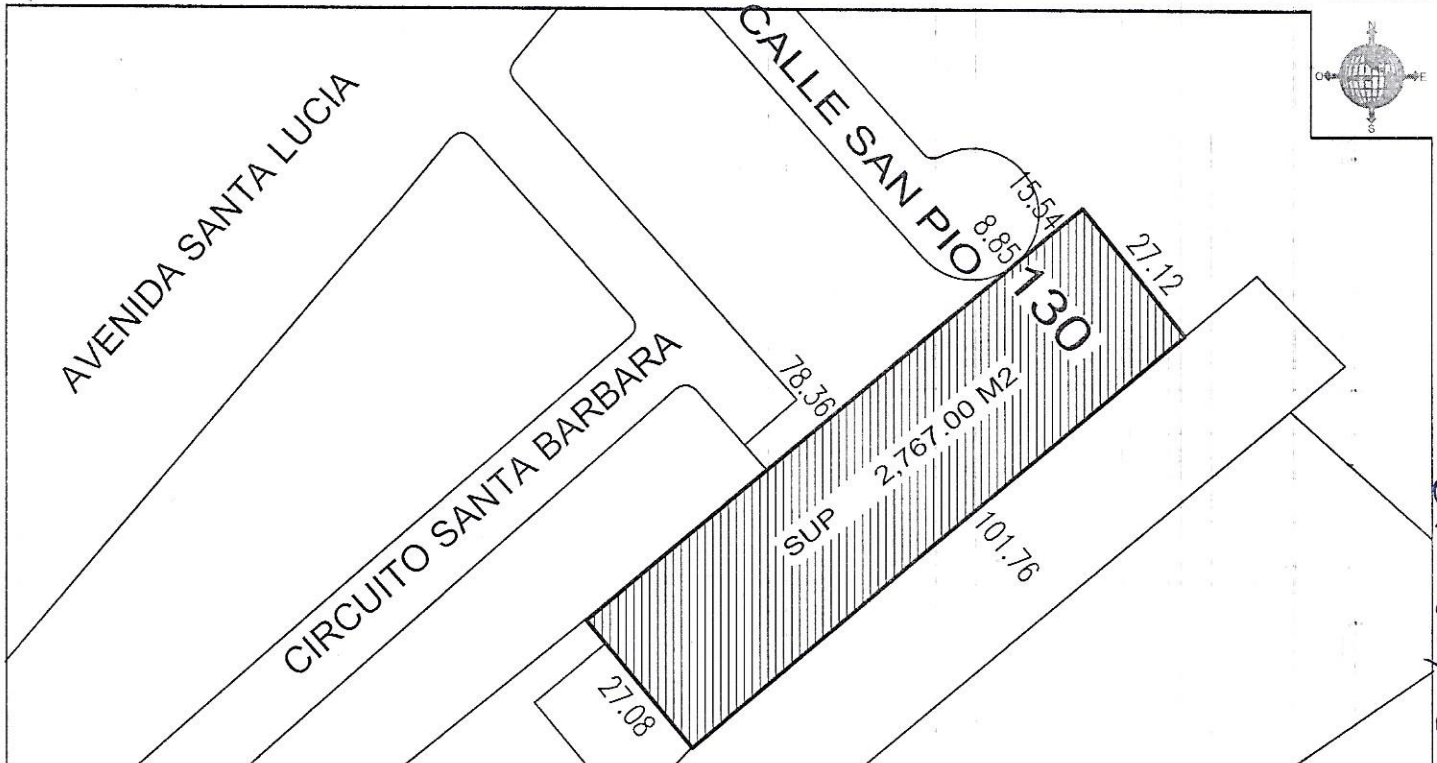 N
O E
S
CALLE SAN PIO
AVENIDA SANTA LUCIA
15.54
8.85
27.12
130
78.36
CIRCUITO SANTA BARBARA
SUP 2,767.00 M2
101.76
27.08